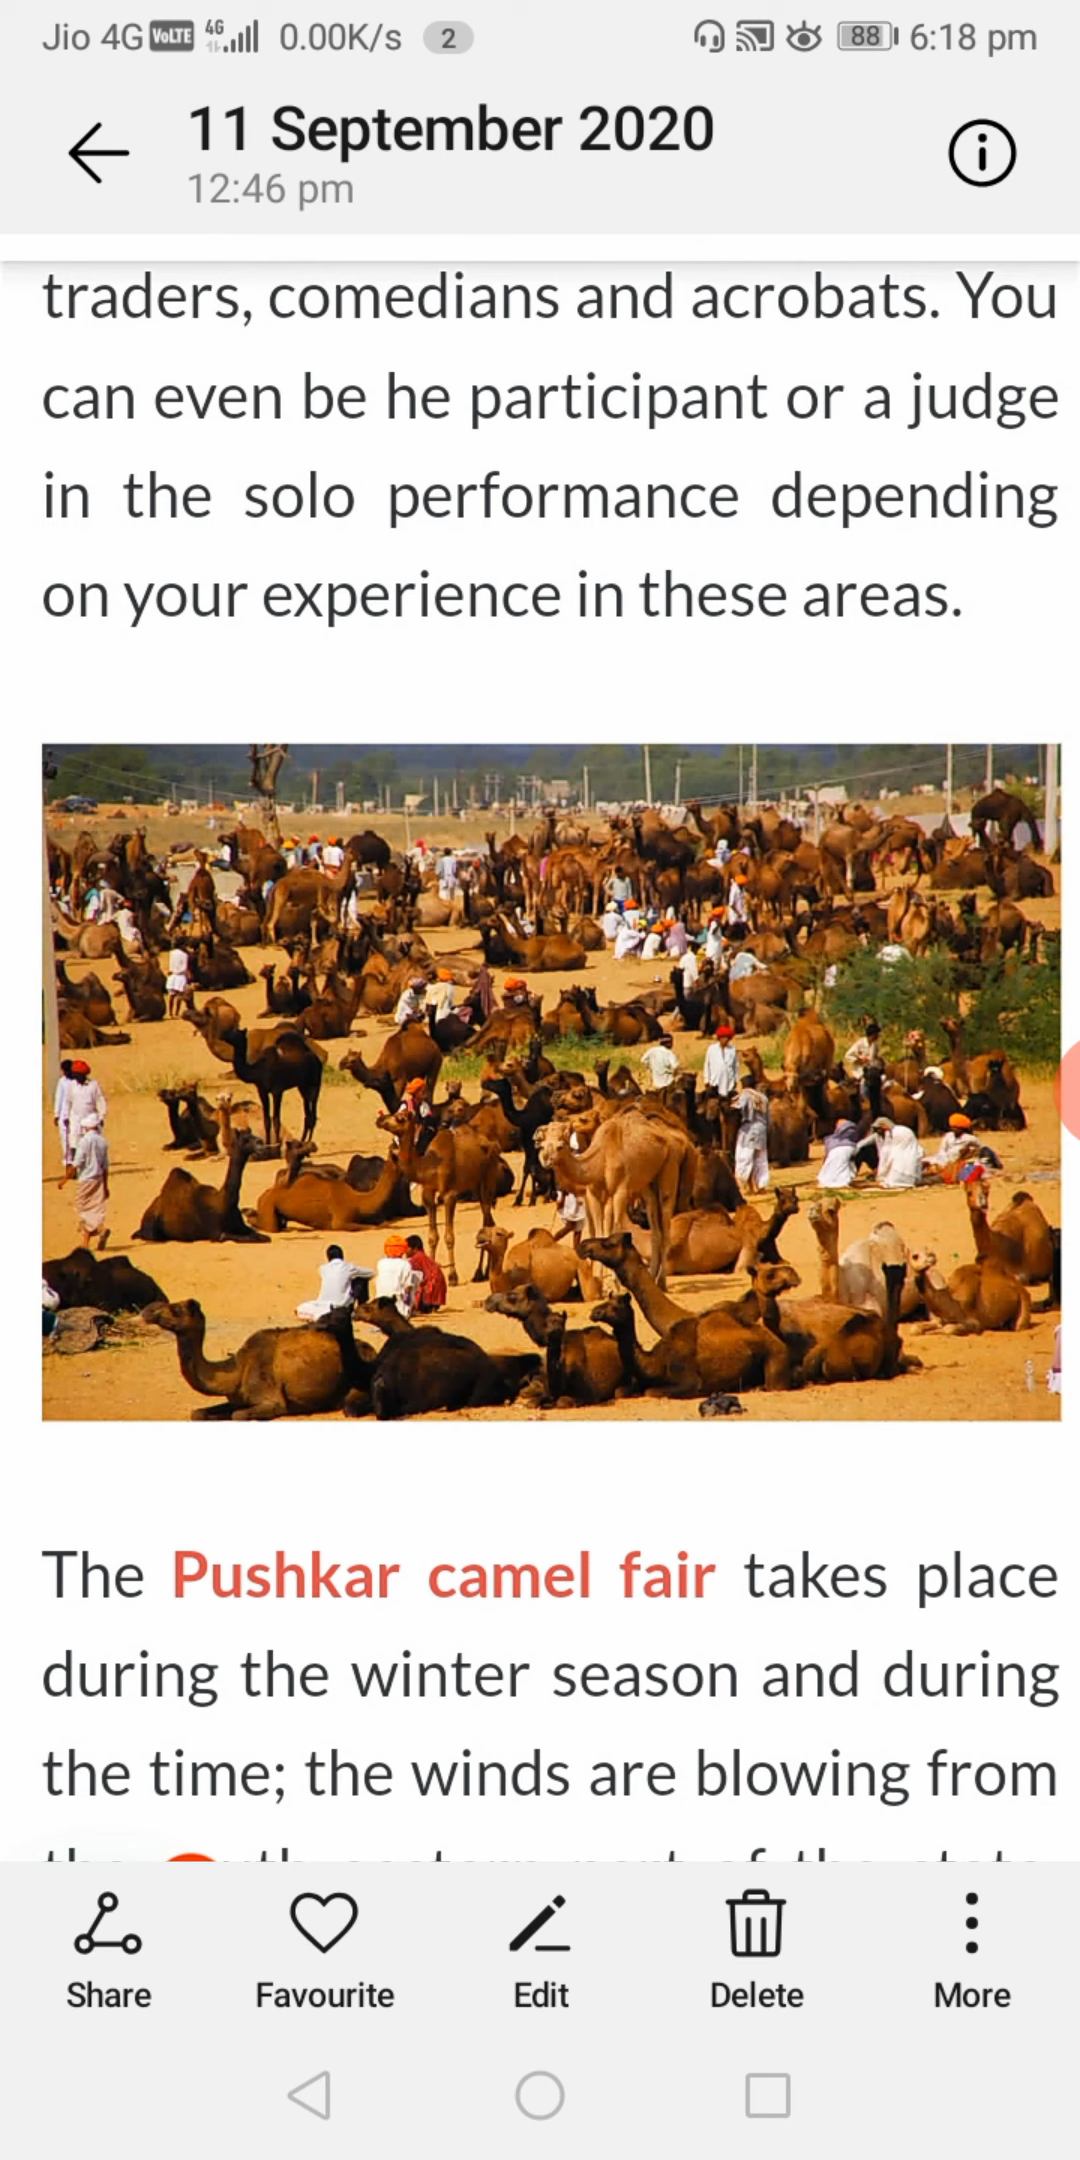 Jio 4G VoLTE 4G 0.00K/s 2 88 6:18 pm
11 September 2020
12:46 pm
traders, comedians and acrobats. You
can even be he participant or a judge
in the solo performance depending
on your experience in these areas.
The Pushkar camel fair takes place
during the winter season and during
the time; the winds are blowing from
Share Favourite Edit Delete More